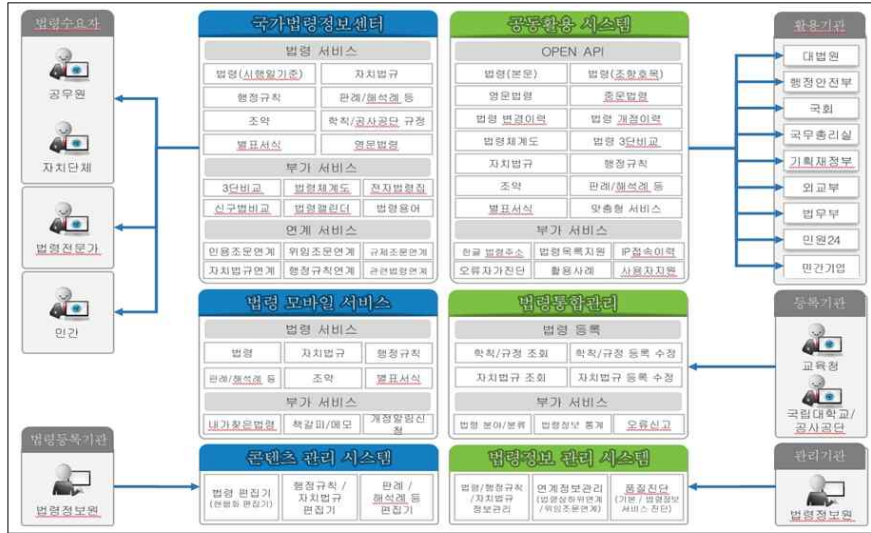 법령수요자
공무원
자치단체
법령전문가
민간
국가법령정보센터
법령 서비스
법령(시행일기준)
자치법규
행정규칙
판례/해석례 등
조약
학칙/공사공단 규정
별표서식
영문법령
부가 서비스
3단비교
법령체계도
전자법령집
신구법비교
법령캘린더
법령용어
연계 서비스
인용조문연계
위임조문연계
규제조문연계
자치법규연계
행정규칙연계
관련법령연계
공동활용 시스템
OPEN API
법령(본문)
법령(조항호목)
영문법령
중문법령
법령 변경이력
법령 개정이력
법령체계도
법령 3단비교
자치법규
행정규칙
조약
판례/해석례 등
별표서식
맞춤형 서비스
부가 서비스
한글 법령주소
법령목록지원
IP접속이력
오류자가진단
활용사례
사용자지원
활용기관
대법원
행정안전부
국회
국무총리실
기획재정부
외교부
법무부
민원24
민간기업
법령 모바일 서비스
법령 서비스
법령
자치법규
행정규칙
판례/해석례 등
조약
별표서식
부가 서비스
내가찾은법령
책갈피/메모
개정알림신
청
법령통합관리
법령 등록
학칙/규정 조회
학칙/규정 등록 수정
자치법규 조회
자치법규 등록 수정
부가 서비스
법령 분야/분류
법령정보 통계
오류신고
등록기관
교육청
국립대학교/
공사공단
법령등록기관
법령정보원
콘텐츠 관리 시스템
법령 편집기
(현행화 편집기)
행정규칙 /
자치법규
편집기
판례 /
해석례 등
편집기
법령정보 관리 시스템
법령/행정규칙
/자치법규
정보관리
연계정보관리
(법령상하위연계
/위임조문연계)
품질진단
(기본 / 법령정보
서비스 진단)
관리기관
법령정보원